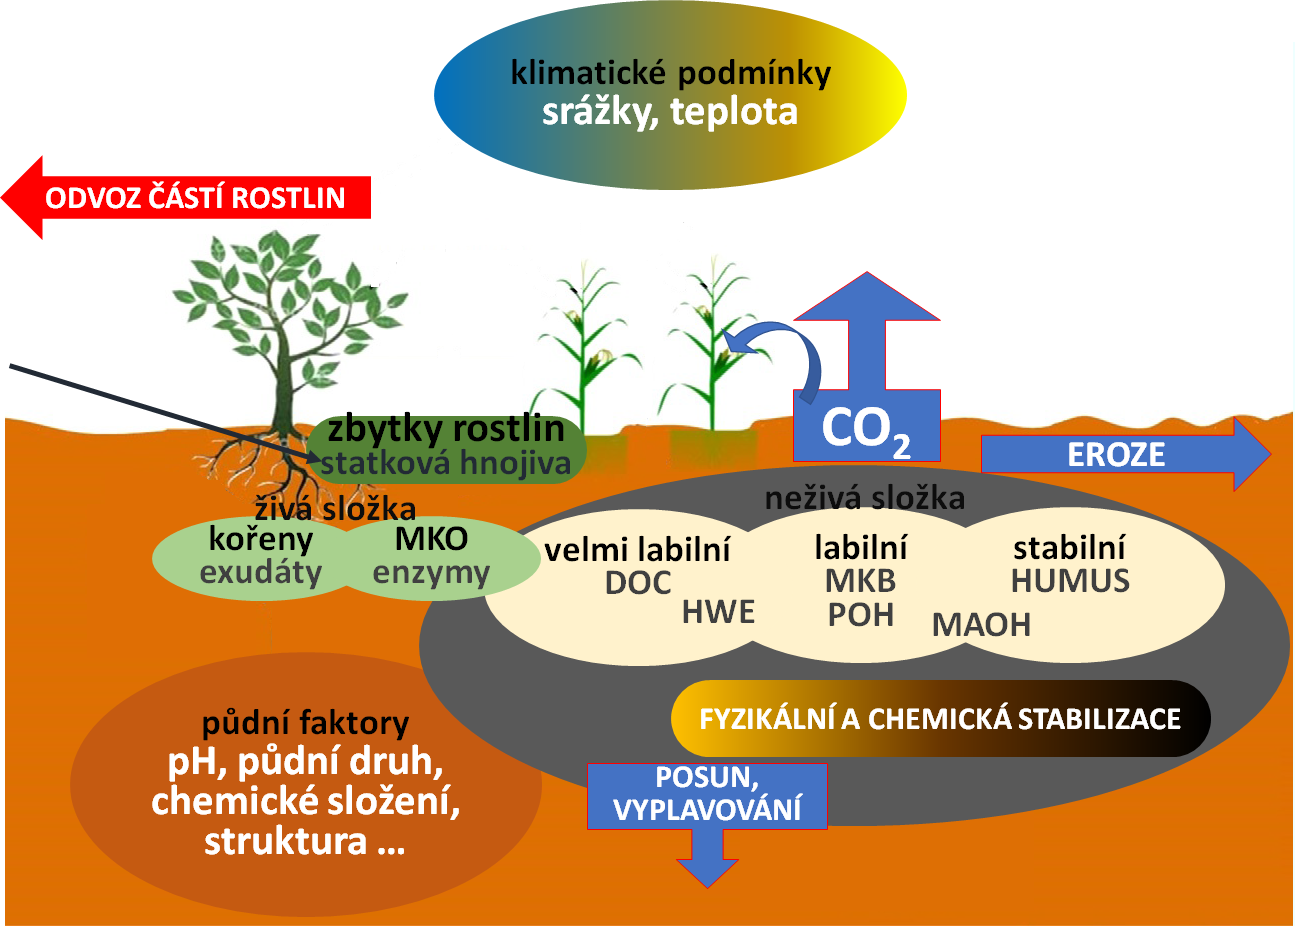 klimatické podmínky
srážky, teplota
ODVOZ ČÁSTÍ ROSTLIN
CO₂
EROZE
zbytky rostlin
statková hnojiva
živá složka
kořeny
exudáty
MKO
enzymy
neživá složka
velmi labilní
DOC
HWE
labilní
MKB
POH
MAOH
stabilní
HUMUS
FYZIKÁLNÍ A CHEMICKÁ STABILIZACE
půdní faktory
pH, půdní druh,
chemické složení,
struktura ...
POSUN,
VYPLAVOVÁNÍ